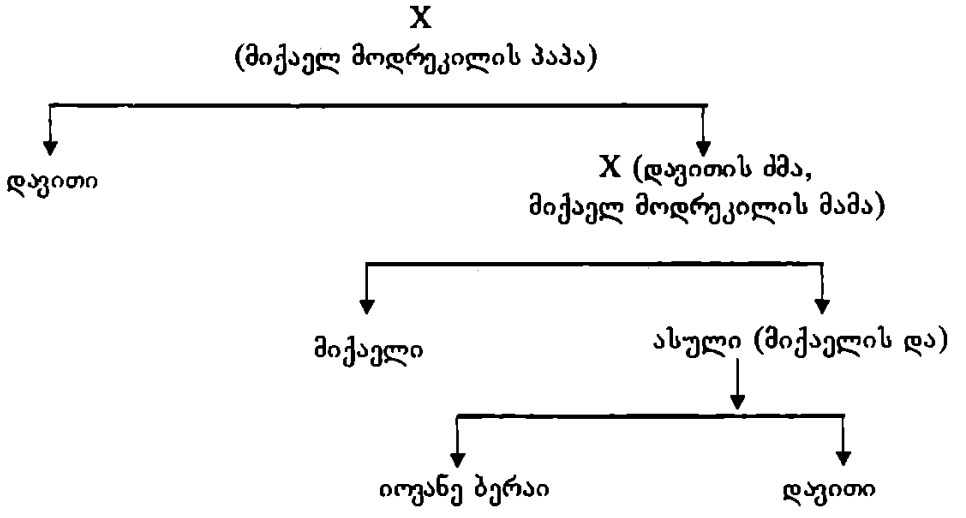 X
(მიქაელ მოდრეკილის პაპა)
დავითი
X (დავითის ძმა,
მიქაელ მოდრეკილის მამა)
მიქაელი
ასული (მიქაელის და)
იოვანე ბერაი
დავითი